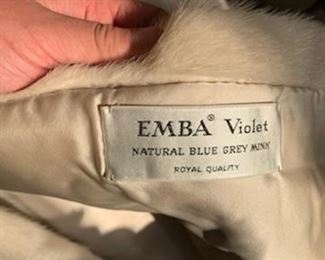 EMBA® Violet
NATURAL BLUE GREY MINK
ROYAL QUALITY